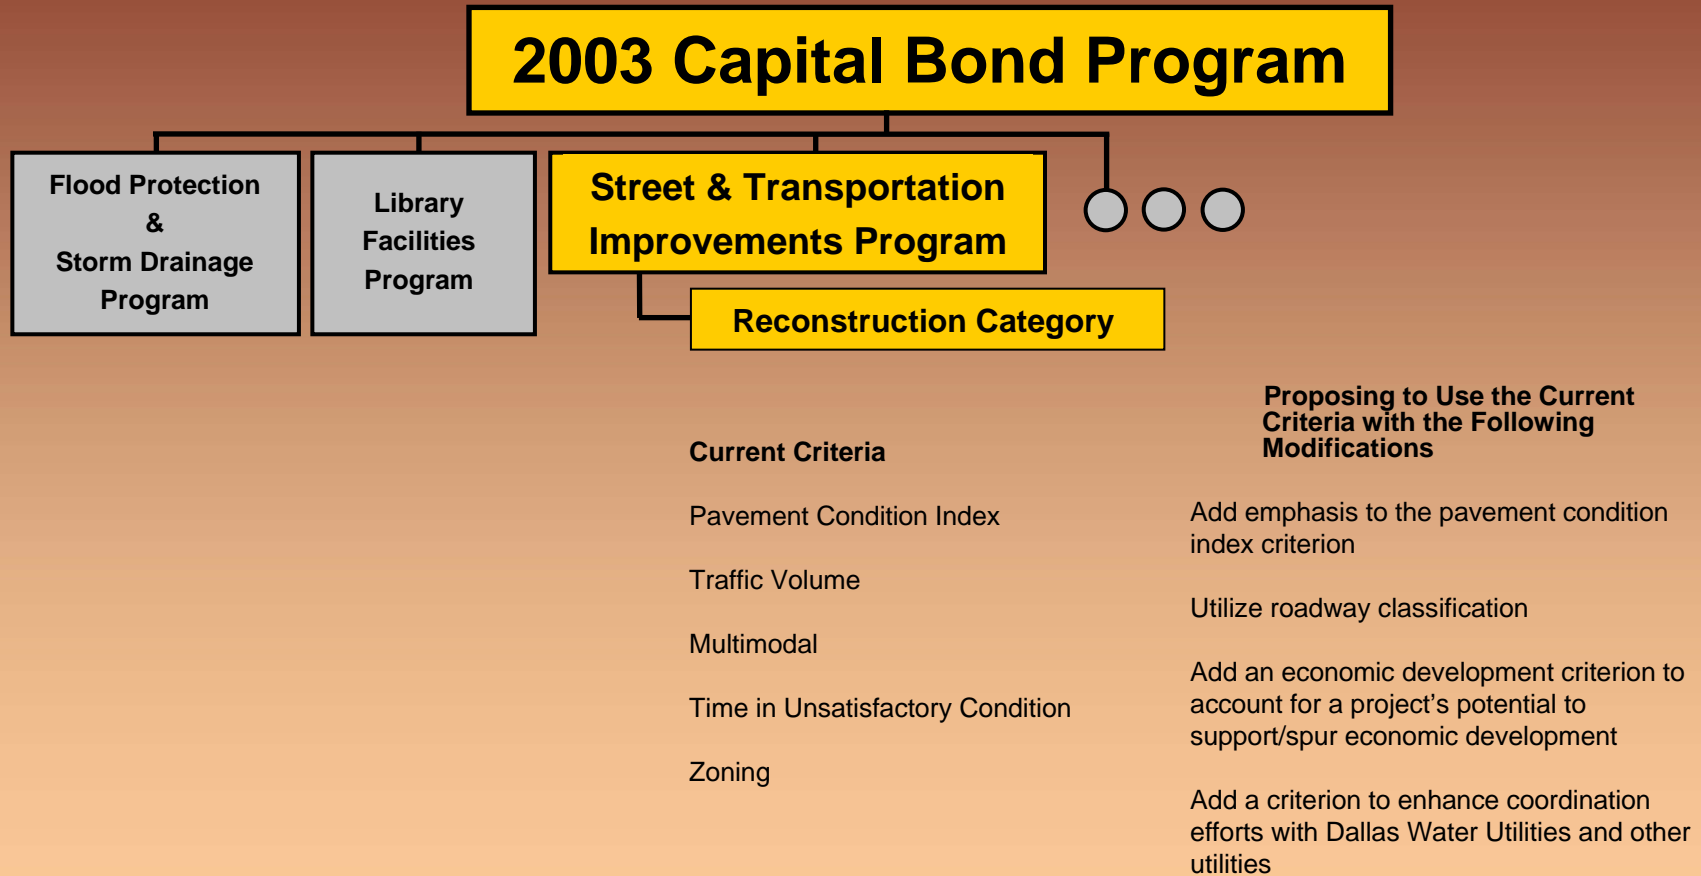 2003 Capital Bond Program
Flood Protection
&
Storm Drainage
Program
Library
Facilities
Program
Street & Transportation
Improvements Program
Reconstruction Category
Current Criteria
Pavement Condition Index
Traffic Volume
Multimodal
Time in Unsatisfactory Condition
Zoning
Proposing to Use the Current
Criteria with the Following
Modifications
Add emphasis to the pavement condition
index criterion
Utilize roadway classification
Add an economic development criterion to
account for a project’s potential to
support/spur economic development
Add a criterion to enhance coordination
efforts with Dallas Water Utilities and other
utilities